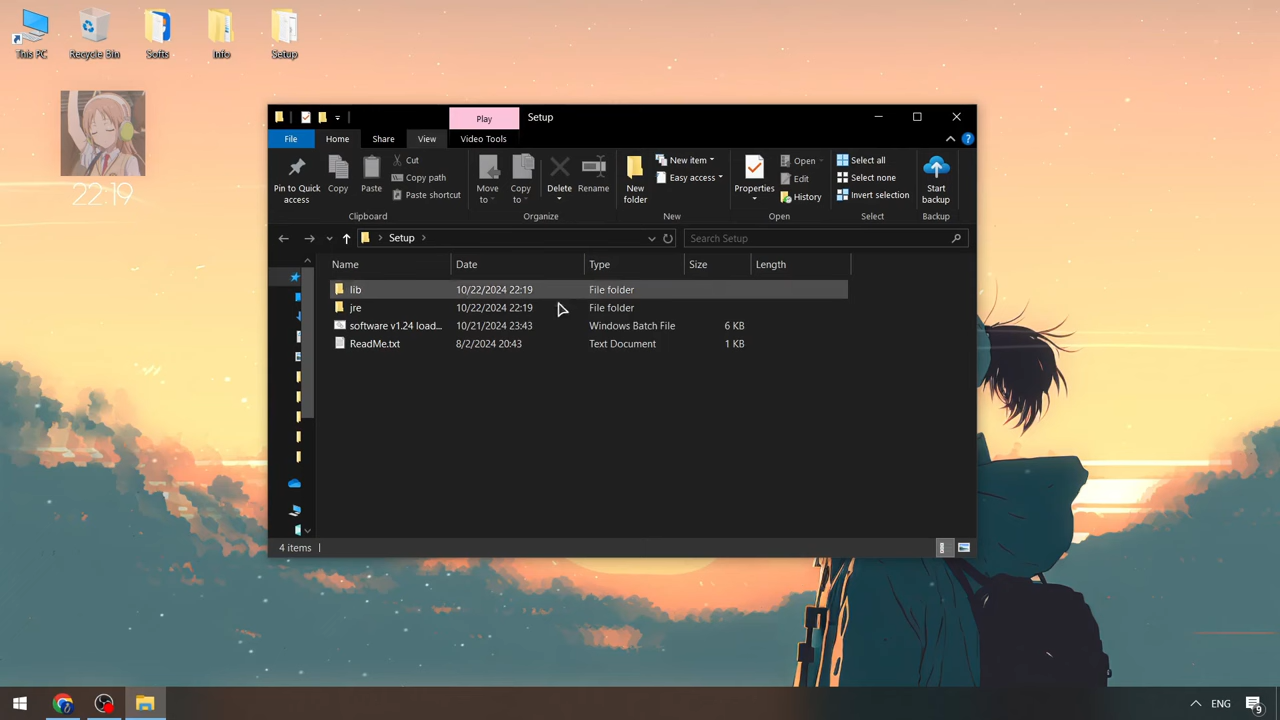 This PC
Recycle Bin
Softs
Info
Setup
22:19
Play
Setup
File
Home
Share
View
Video Tools
Pin to Quick access
Copy
Paste
Cut
Copy path
Paste shortcut
Clipboard
Move to
Copy to
Delete
Rename
Organize
New folder
New item
Easy access
New
Properties
Open
Edit
History
Open
Select all
Select none
Invert selection
Select
Start backup
Backup
Setup
Search Setup
Name Date Type Size Length
lib 10/22/2024 22:19 File folder
jre 10/22/2024 22:19 File folder
software v1.24 load... 10/21/2024 23:43 Windows Batch File 6 KB
ReadMe.txt 8/2/2024 20:43 Text Document 1 KB
4 items
ENG
9